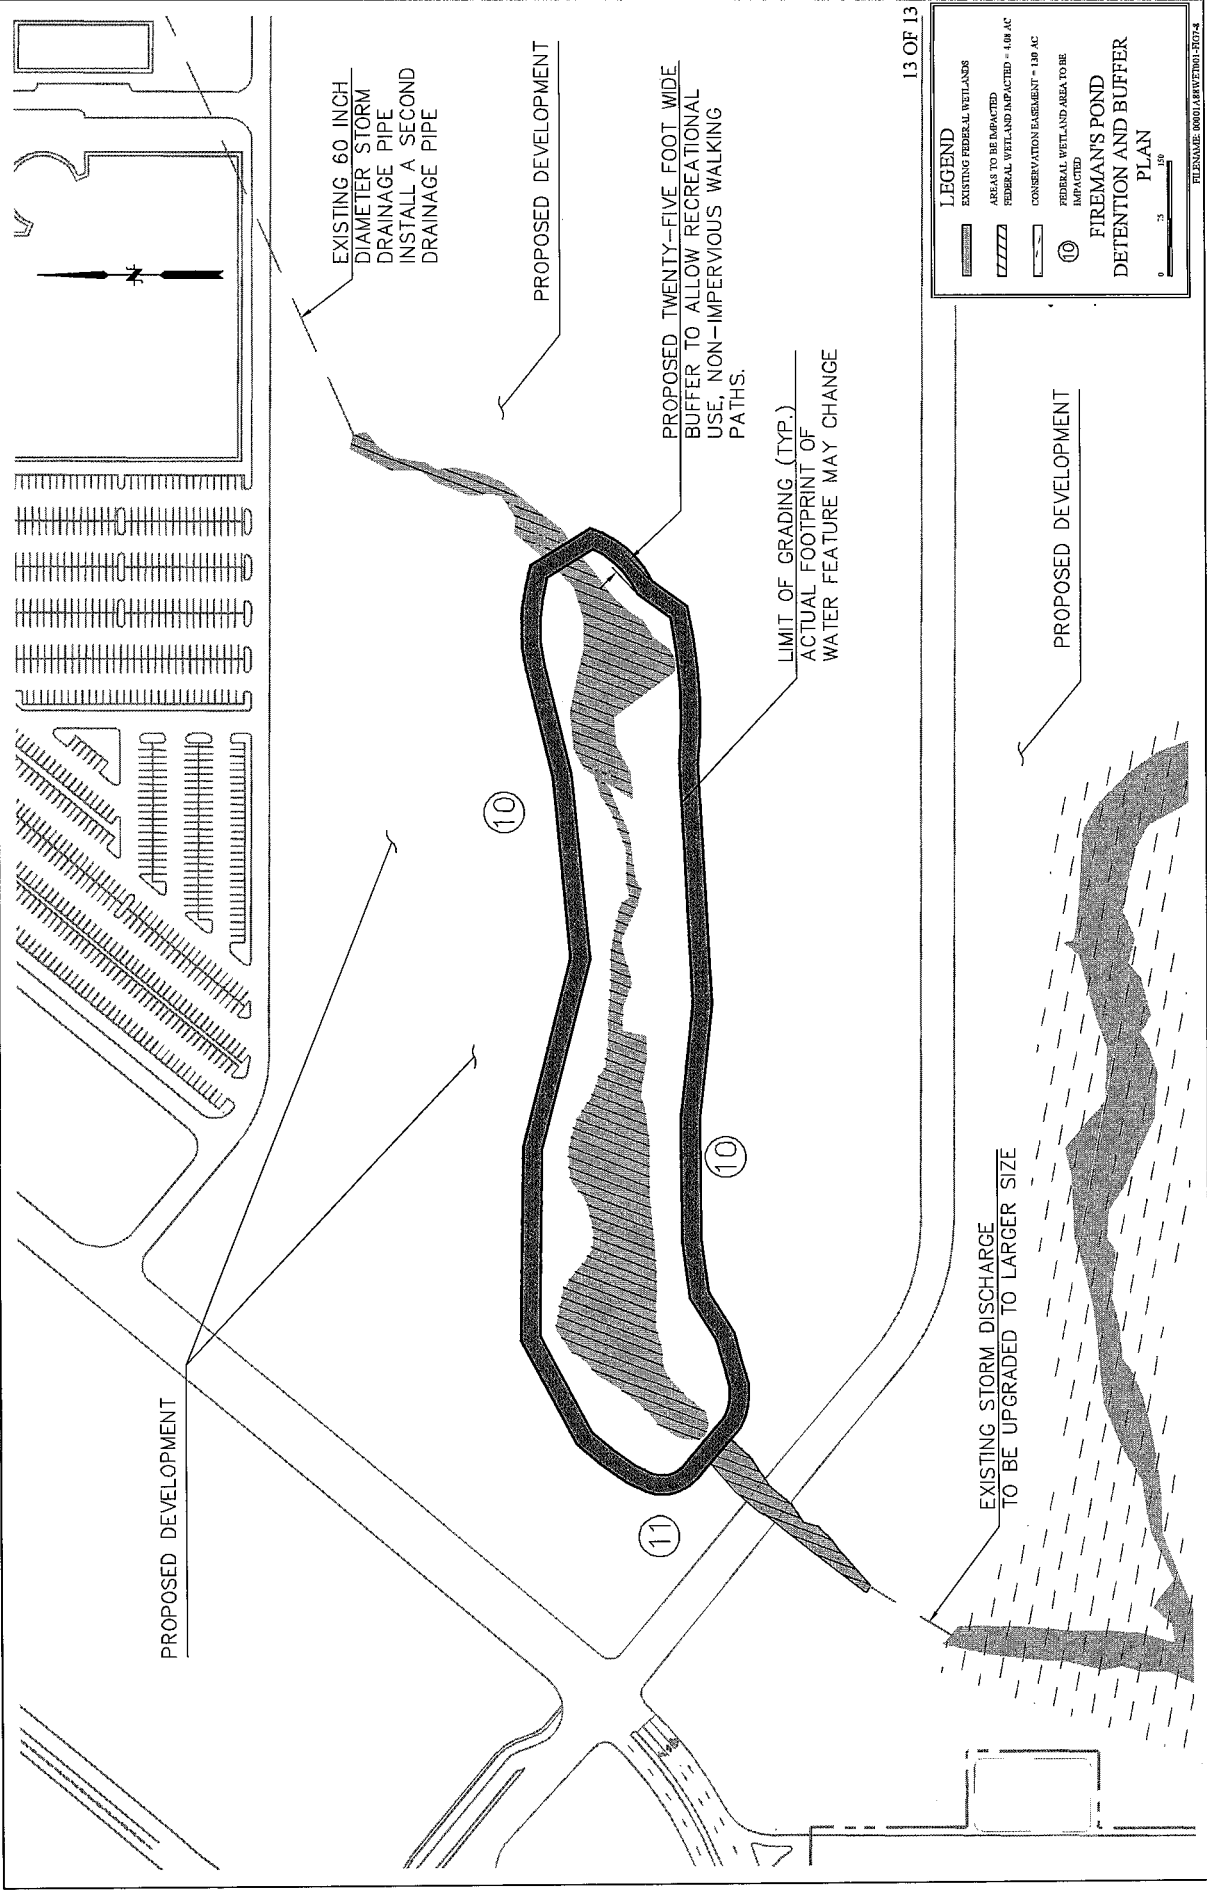 PROPOSED DEVELOPMENT
EXISTING 60 INCH
DIAMETER STORM
DRAINAGE PIPE
INSTALL A SECOND
DRAINAGE PIPE
PROPOSED DEVELOPMENT
PROPOSED TWENTY-FIVE FOOT WIDE
BUFFER TO ALLOW RECREATIONAL
USE, NON-IMPERVIOUS WALKING
PATHS.
LIMIT OF GRADING (TYP.)
ACTUAL FOOTPRINT OF
WATER FEATURE MAY CHANGE
PROPOSED DEVELOPMENT
EXISTING STORM DISCHARGE
TO BE UPGRADED TO LARGER SIZE
10
10
11
N
13 OF 13
LEGEND
EXISTING FEDERAL WETLANDS
AREAS TO BE IMPACTED
FEDERAL WETLAND IMPACTED = 4.08 AC
CONSERVATION EASEMENT = 130 AC
10
FEDERAL WETLAND AREA TO BE
IMPACTED
FIREMAN'S POND
DETENTION AND BUFFER
PLAN
0 75 150